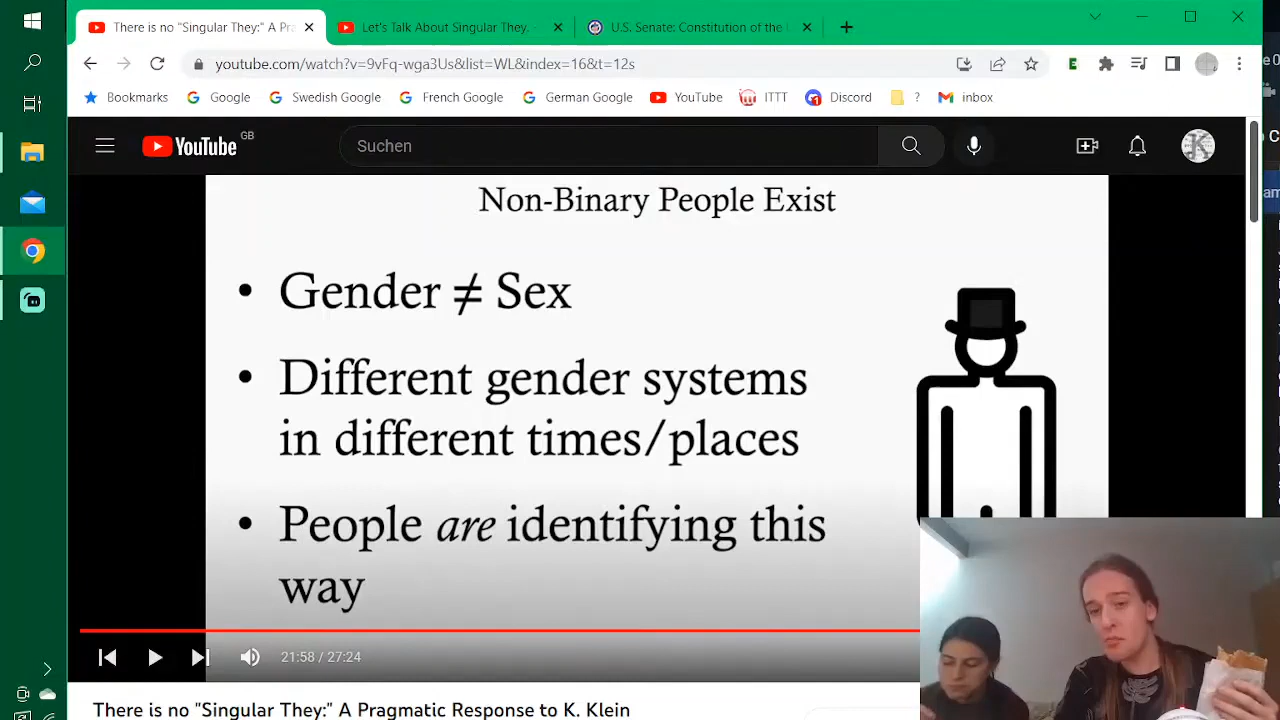 There is no "Singular They:" A Pra
Let's Talk About Singular They.
U.S. Senate: Constitution of the
youtube.com/watch?v=9vFq-wga3Us&list=WL&index=16&t=12s
Bookmarks
Google
Swedish Google
French Google
German Google
YouTube
ITTT
Discord
?
inbox
YouTube GB
Suchen
Non-Binary People Exist
• Gender ≠ Sex
• Different gender systems
in different times/places
• People are identifying this
way
21:58 / 27:24
There is no "Singular They:" A Pragmatic Response to K. Klein